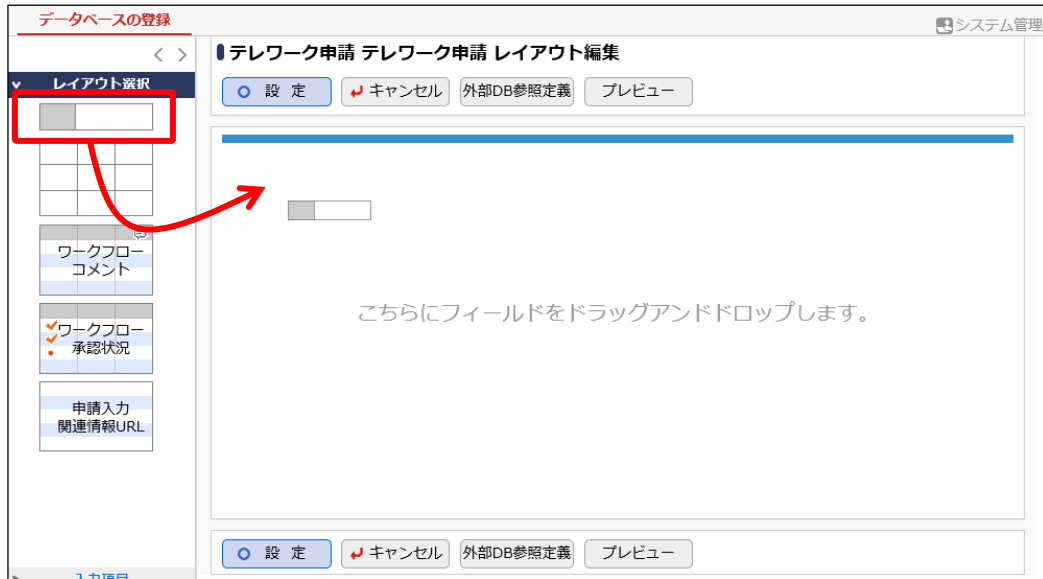 データベースの登録
システム管理
< >
テレワーク申請 テレワーク申請 レイアウト編集
レイアウト選択
設 定
キャンセル
外部DB参照定義
プレビュー
ワークフロー
コメント
ワークフロー
承認状況
申請入力
関連情報URL
こちらにフィールドをドラッグアンドドロップします。
設 定
キャンセル
外部DB参照定義
プレビュー
入力項目